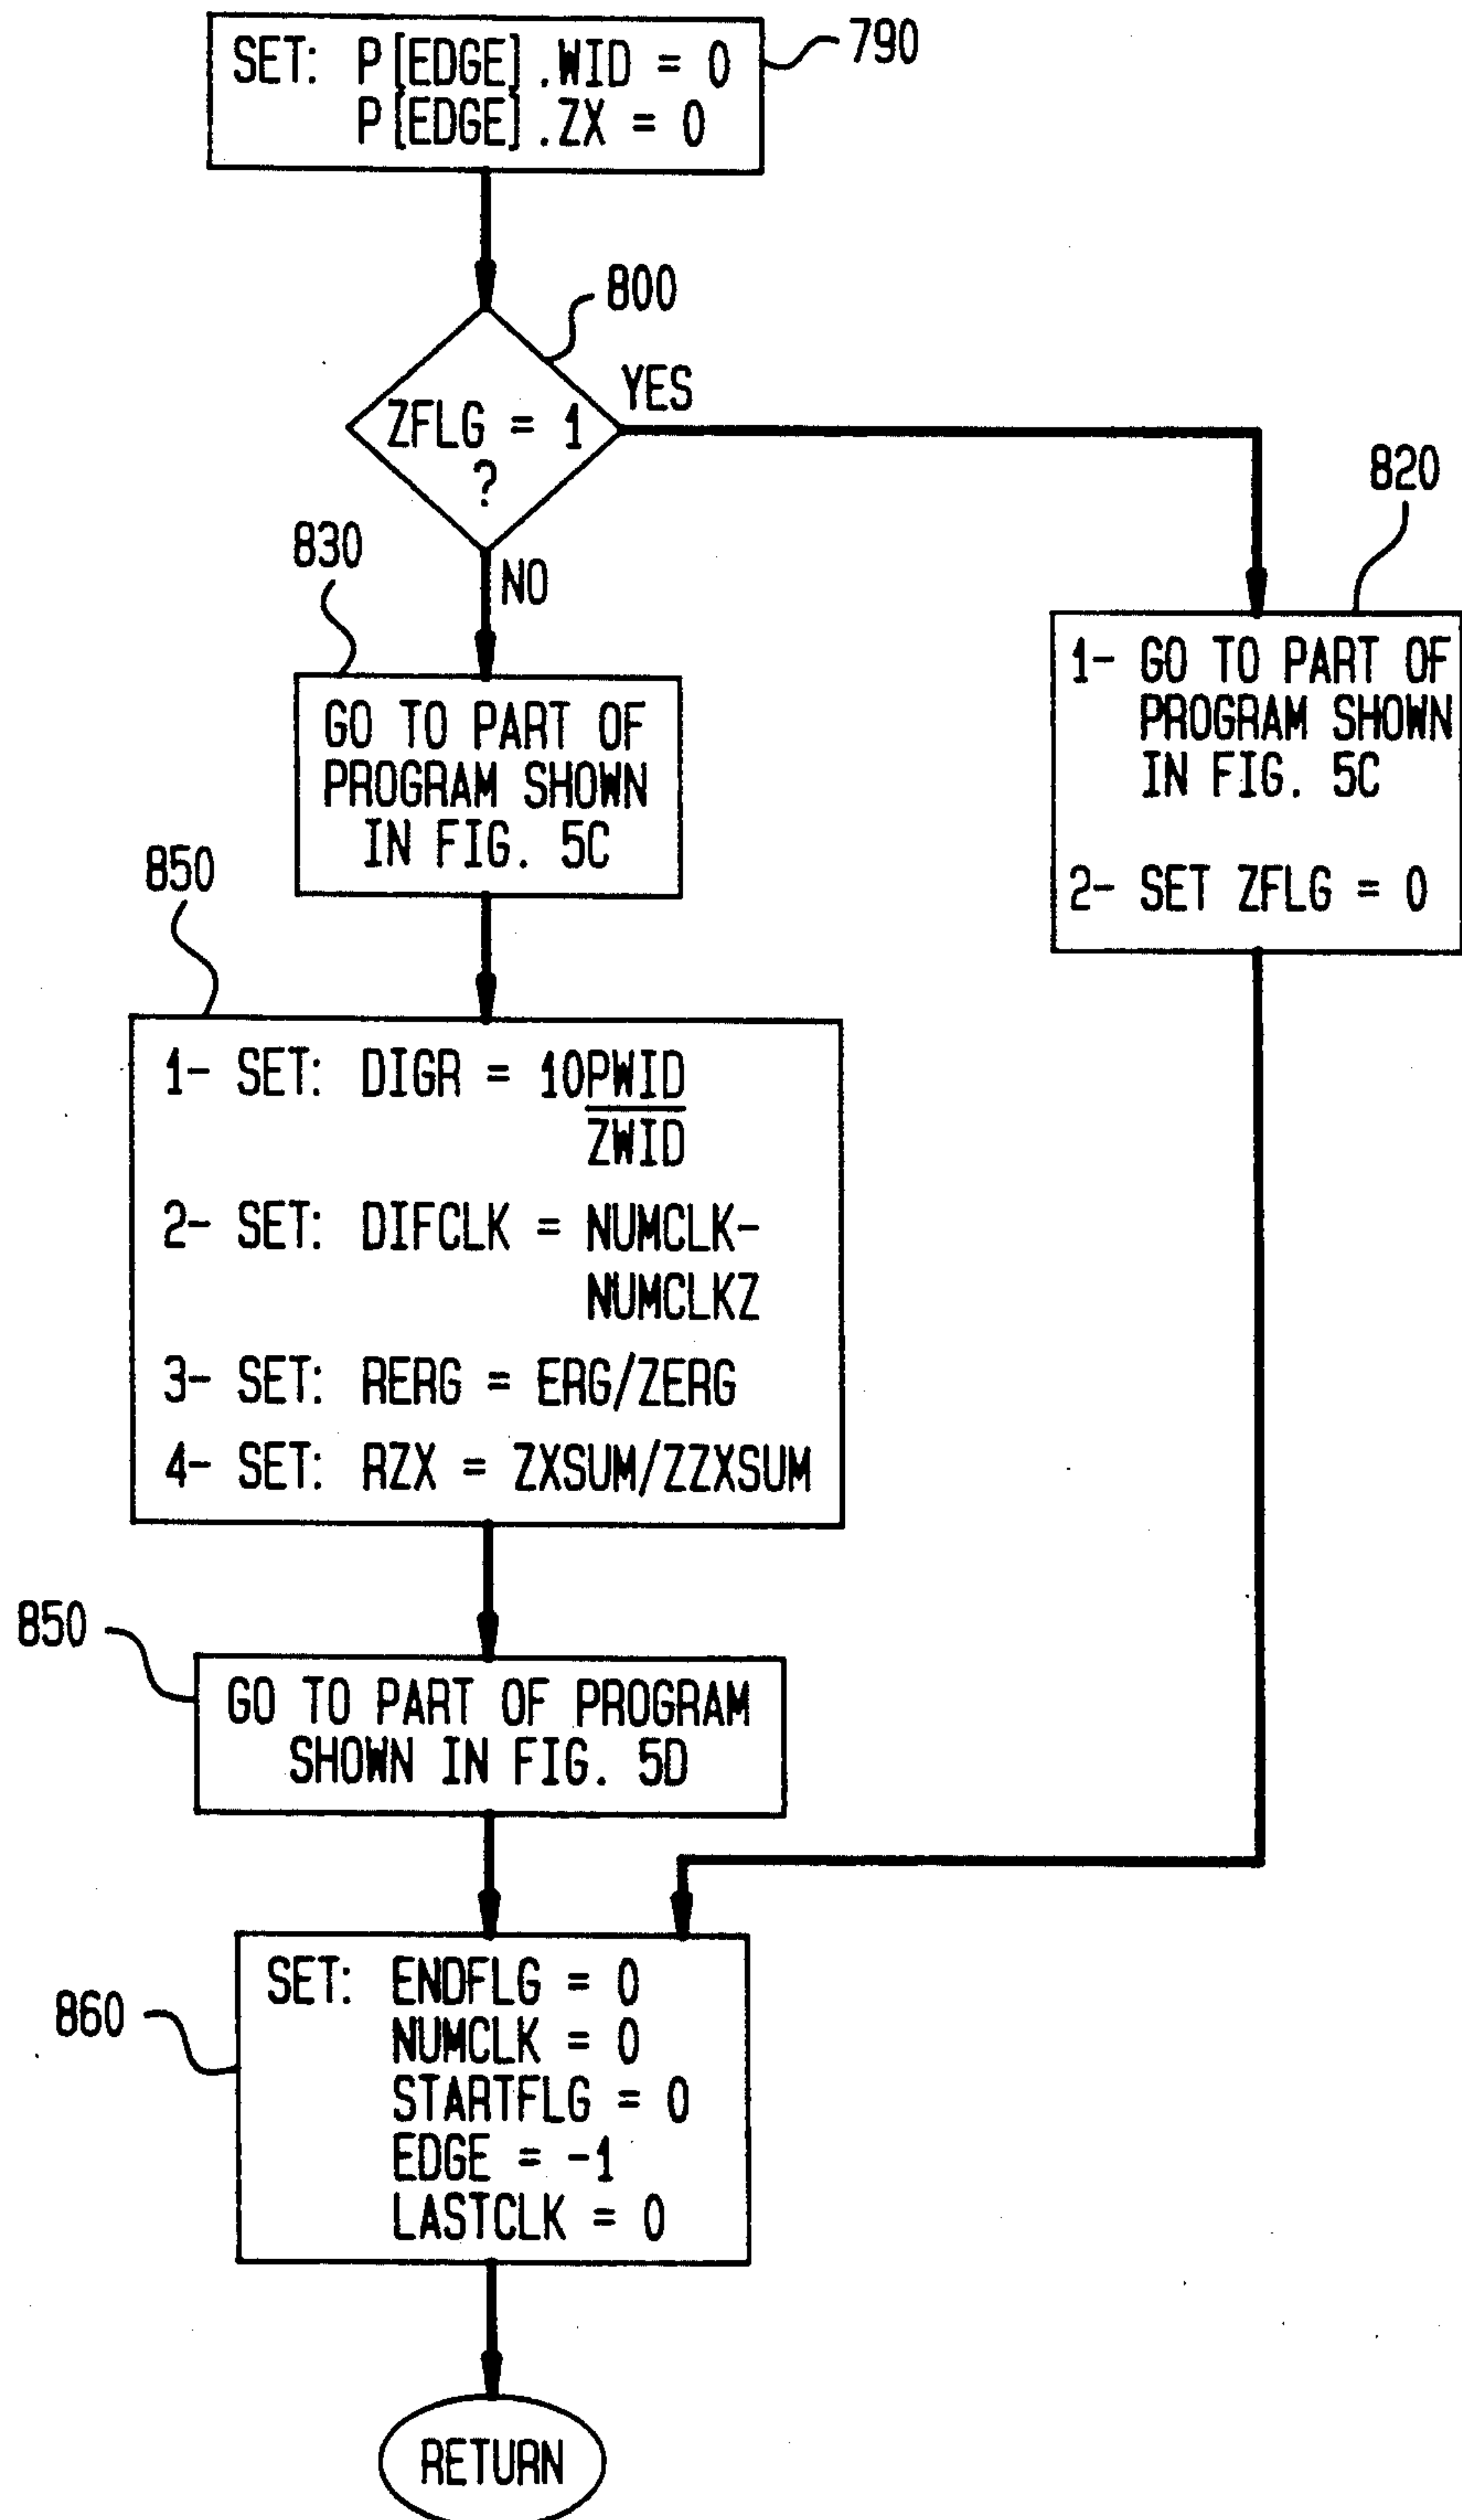 SET: P[EDGE].WID = 0
P[EDGE].ZX = 0
790
800
ZFLG = 1
?
YES
NO
820
1- GO TO PART OF
PROGRAM SHOWN
IN FIG. 5C
2- SET ZFLG = 0
830
GO TO PART OF
PROGRAM SHOWN
IN FIG. 5C
850
1- SET: DIGR = 10PWID
ZWID
2- SET: DIFCLK = NUMCLK-
NUMCLKZ
3- SET: RERG = ERG/ZERG
4- SET: RZX = ZXSUM/ZZXSUM
850
GO TO PART OF PROGRAM
SHOWN IN FIG. 5D
860
SET: ENDFLG = 0
NUMCLK = 0
STARTFLG = 0
EDGE = -1
LASTCLK = 0
RETURN